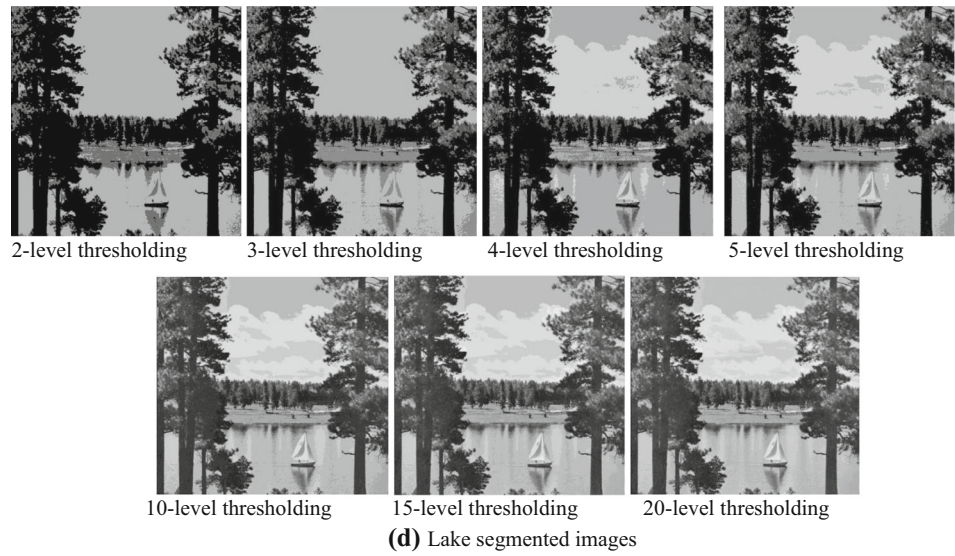 2-level thresholding
3-level thresholding
4-level thresholding
5-level thresholding
10-level thresholding
15-level thresholding
20-level thresholding
(d) Lake segmented images